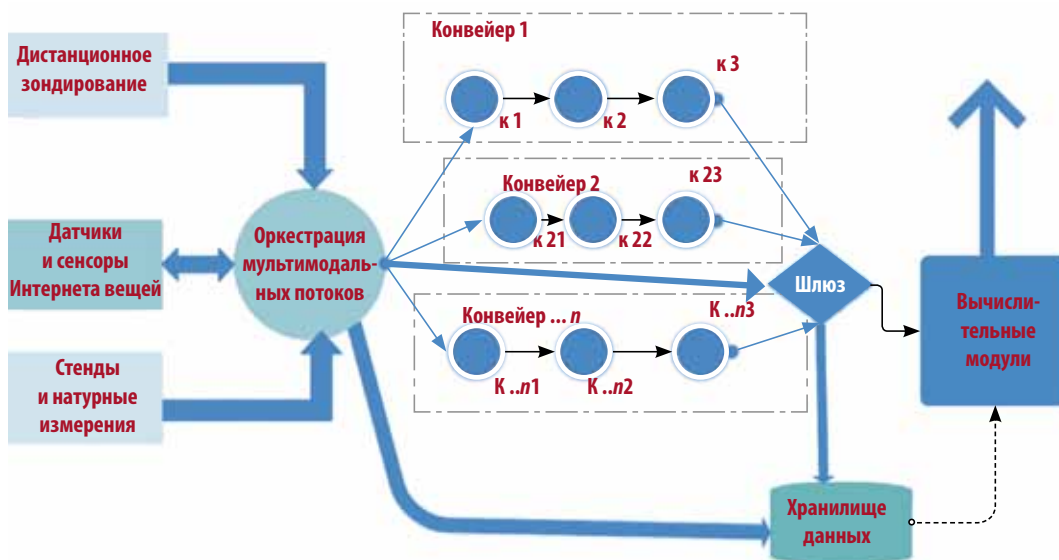 Дистанционное
зондирование
Датчики
и сенсоры
Интернета вещей
Стенды
и натурные
измерения
Оркестрация
мультимодаль-
ных потоков
Конвейер 1
к 1
к 2
к 3
Конвейер 2
к 21
к 22
к 23
Конвейер ... n
К ..n1
К ..n2
К ..n3
Шлюз
Вычисли-
тельные
модули
Хранилище
данных